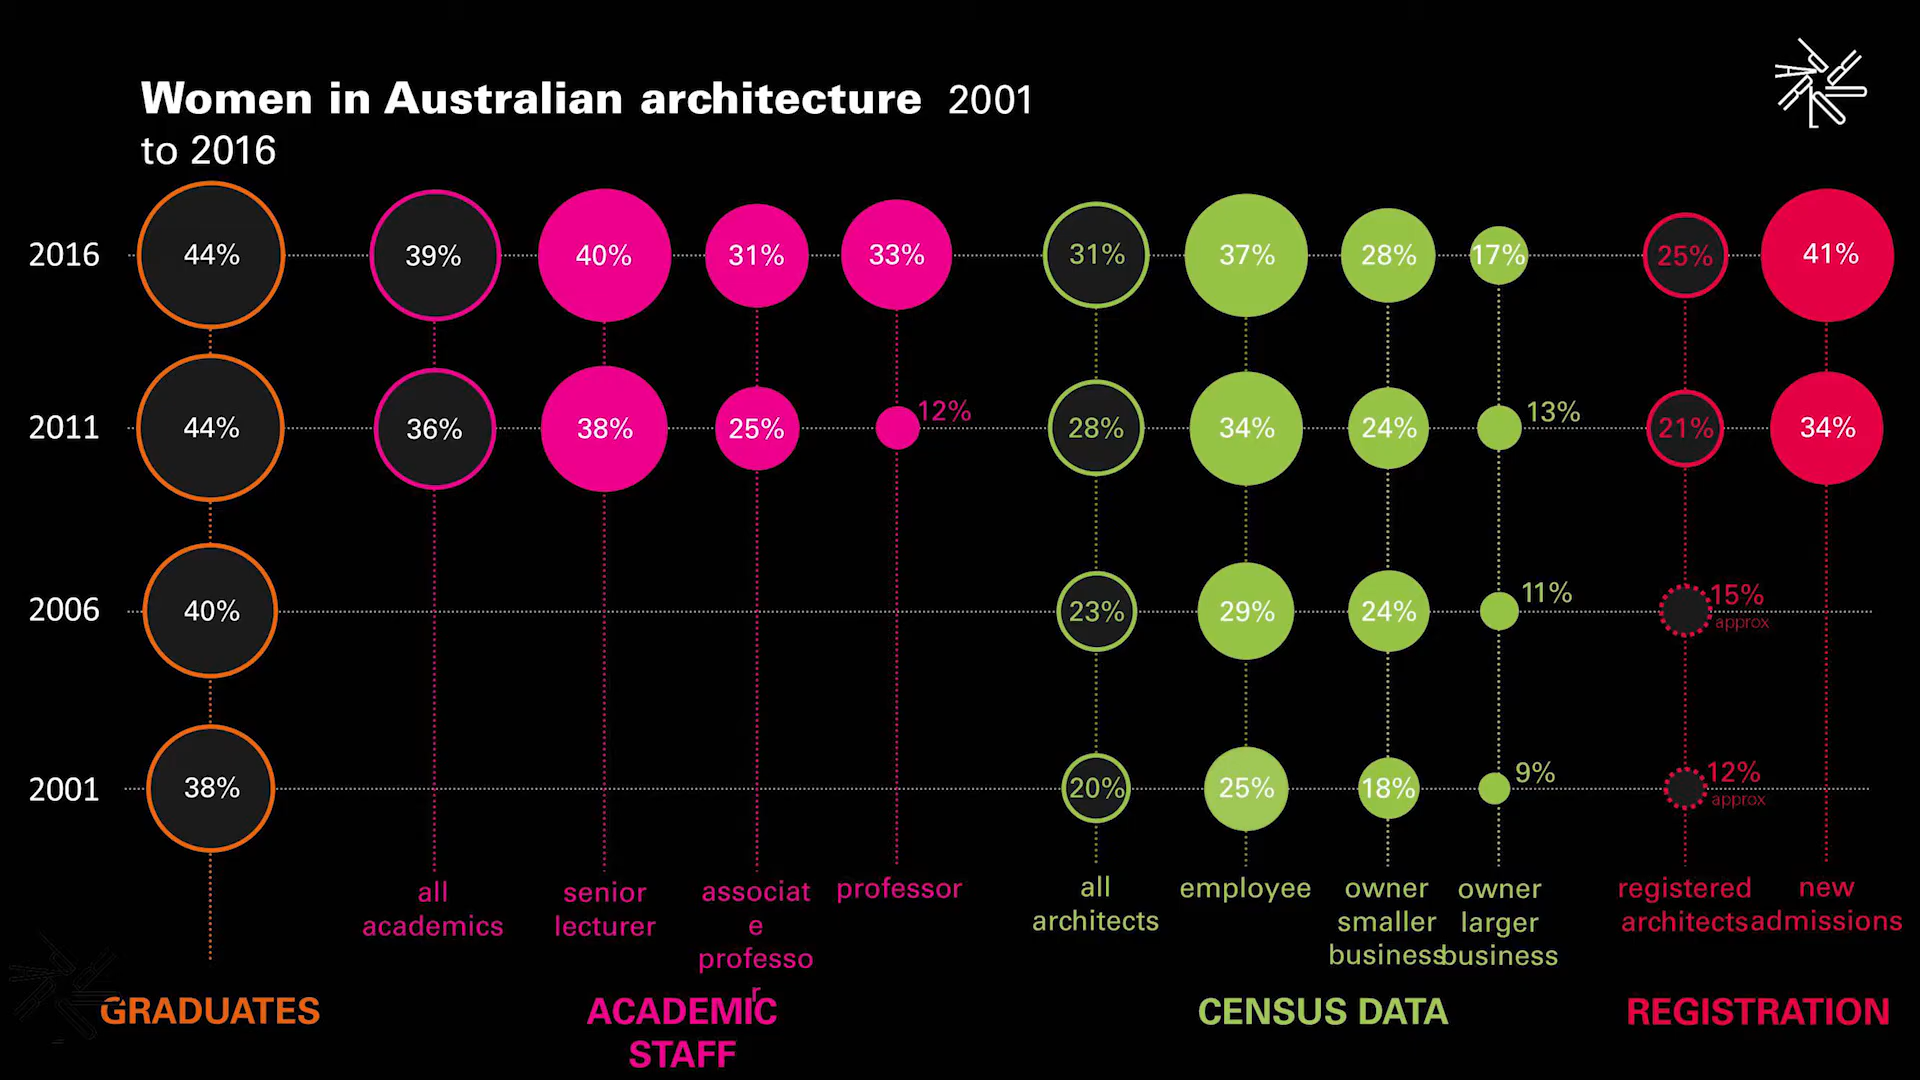 Women in Australian architecture 2001
to 2016
2016 44% 39% 40% 31% 33% 31% 37% 28% 17% 25% 41%
2011 44% 36% 38% 25% 12% 28% 34% 24% 13% 21% 34%
2006 40% 23% 29% 24% 11% 15%
approx
2001 38% 20% 25% 18% 9% 12%
approx
all
academics
senior
lecturer
associat
e
professo
r
professor
all
architects
employee
owner
smaller
business
owner
larger
business
registered
architects
new
admissions
GRADUATES
ACADEMIC
STAFF
CENSUS DATA
REGISTRATION